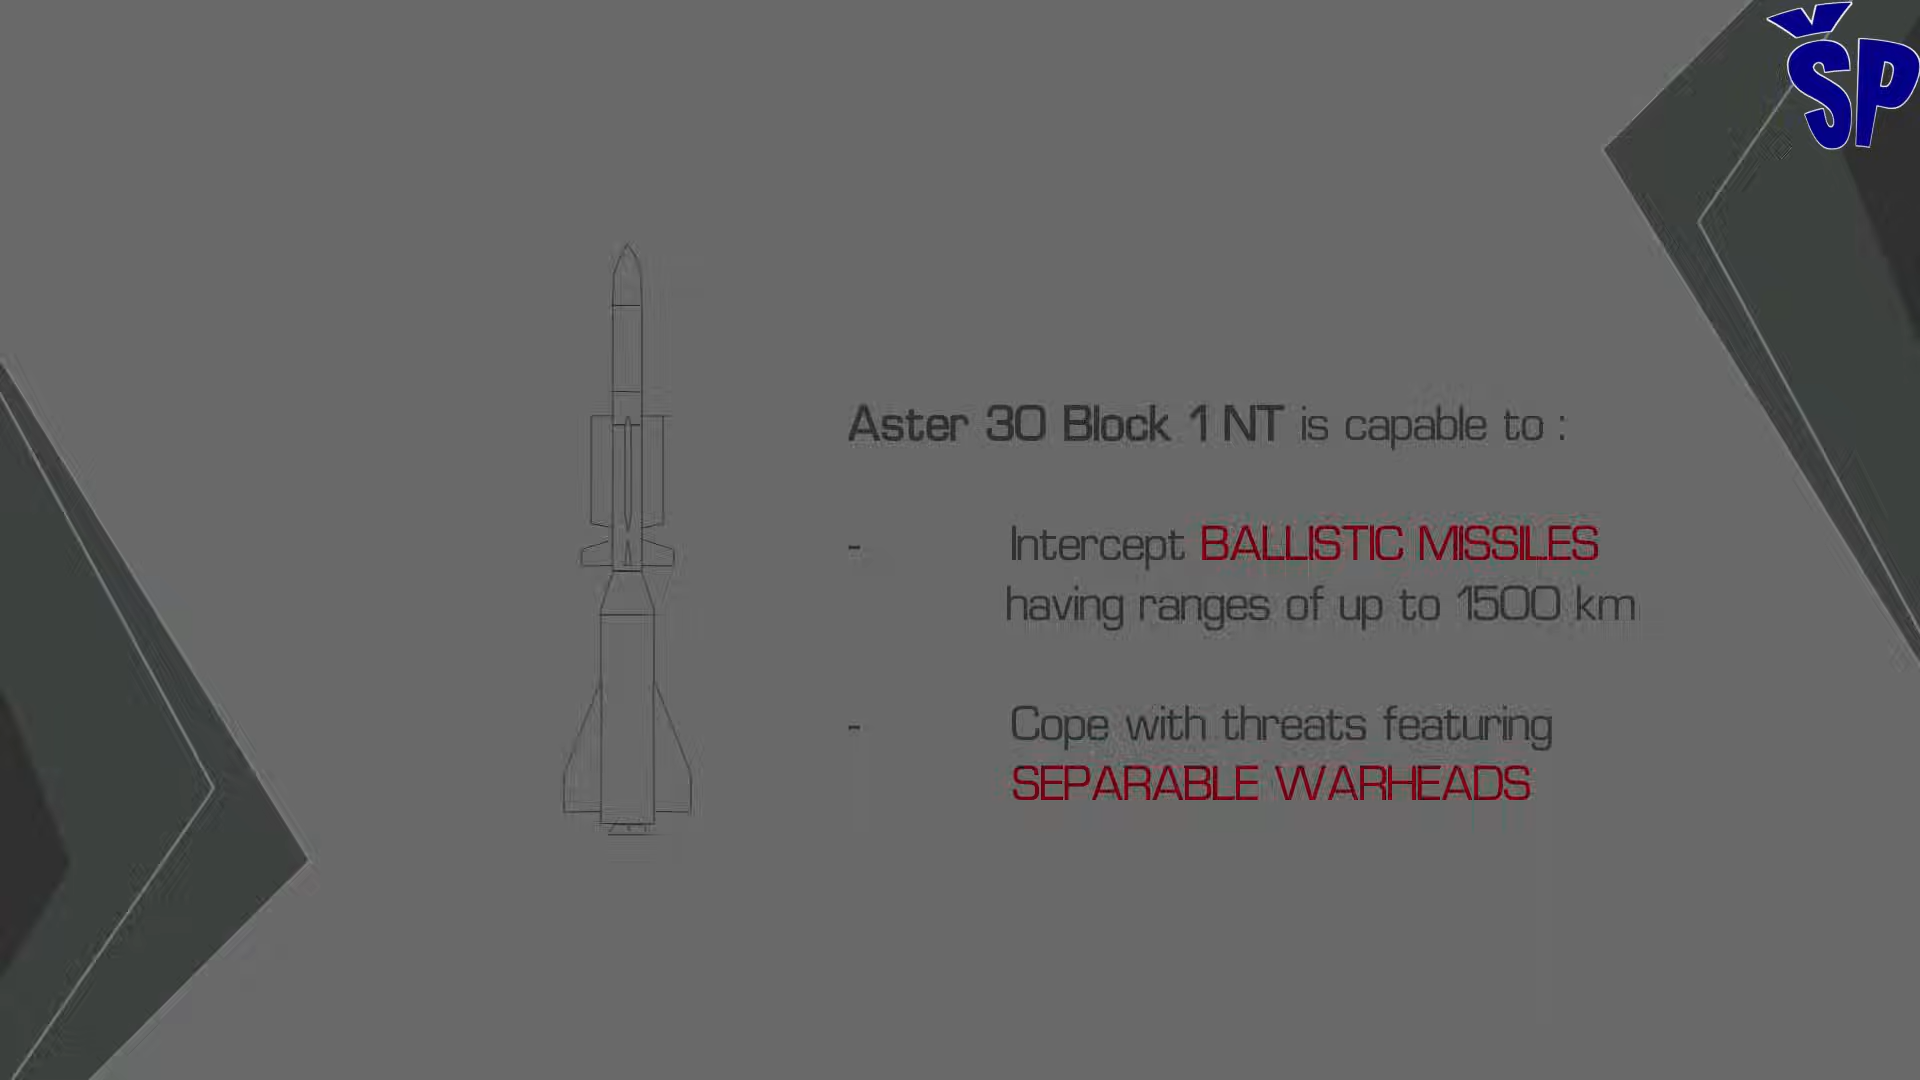 ŠP
Aster 30 Block 1 NT is capable to :
- Intercept BALLISTIC MISSILES
having ranges of up to 1500 km
- Cope with threats featuring
SEPARABLE WARHEADS